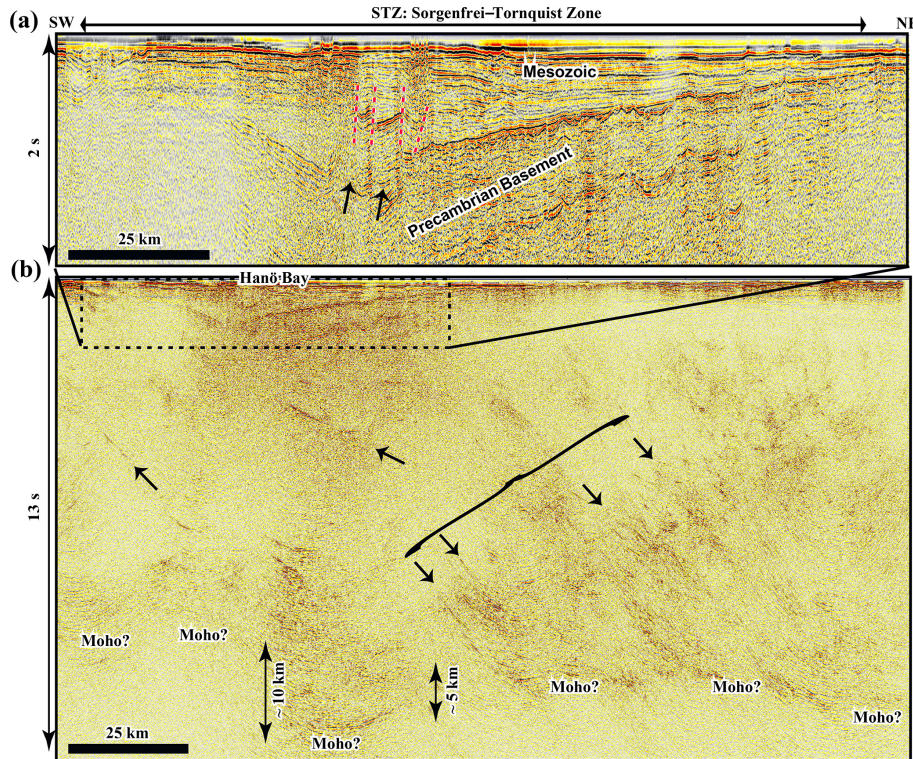 (a)
SW
STZ: Sorgenfrei–Tornquist Zone
NE
Mesozoic
2 s
Precambrian Basement
25 km
(b)
Hanö Bay
13 s
Moho?
Moho?
~ 10 km
~ 5 km
Moho?
Moho?
Moho?
Moho?
25 km